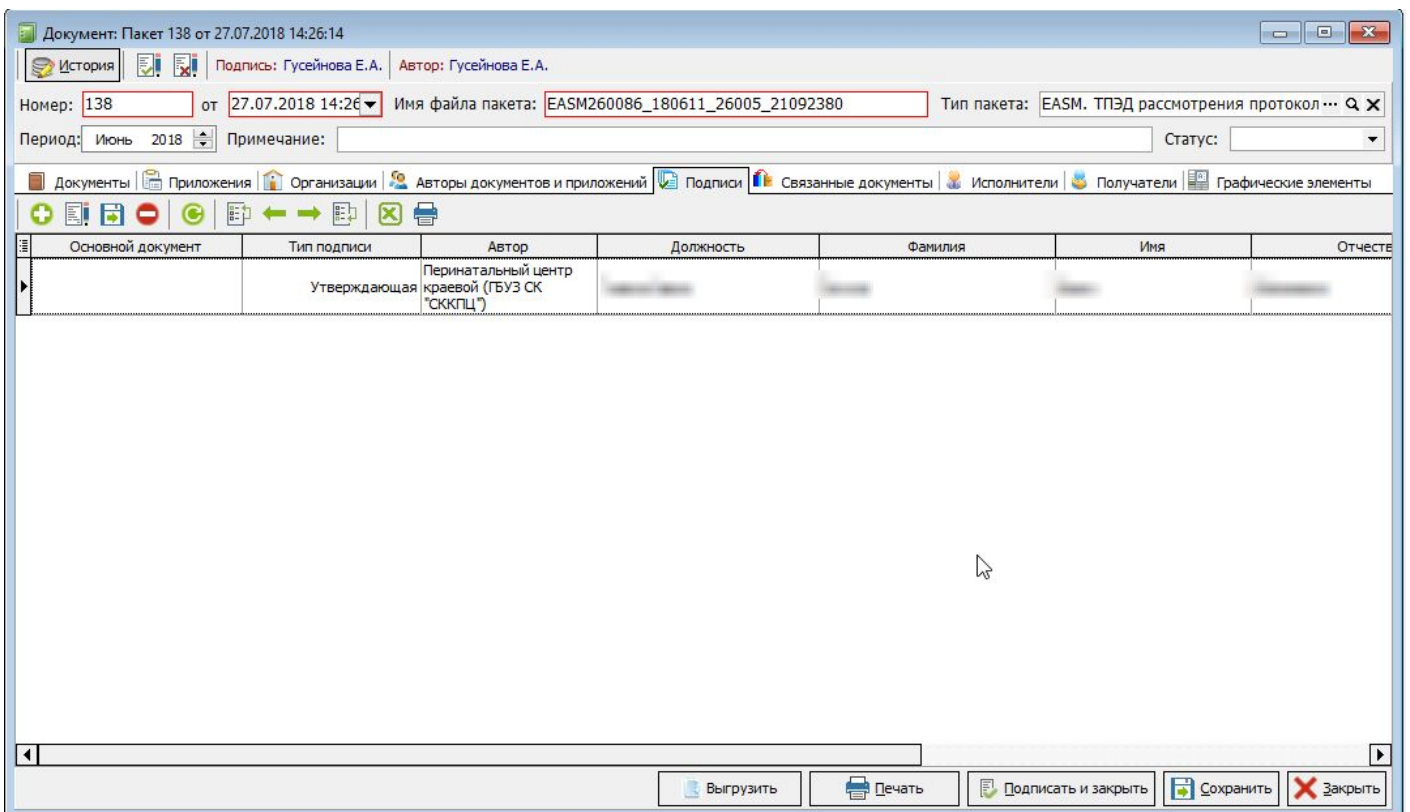 Документ: Пакет 138 от 27.07.2018 14:26:14
История Подпись: Гусейнова Е.А. Автор: Гусейнова Е.А.
Номер: 138 от 27.07.2018 14:26 Имя файла пакета: EASM260086_180611_26005_21092380 Тип пакета: EASM. ТПЭД рассмотрения протокол ...
Период: Июнь 2018 Примечание: Статус:
Документы Приложения Организации Авторы документов и приложений Подписи Связанные документы Исполнители Получатели Графические элементы
Основной документ Тип подписи Автор Должность Фамилия Имя Отчеств
Перинатальный центр
Утверждающая краевой (ГБУЗ СК
"СККПЦ")
Выгрузить Печать Подписать и закрыть Сохранить Закрыть